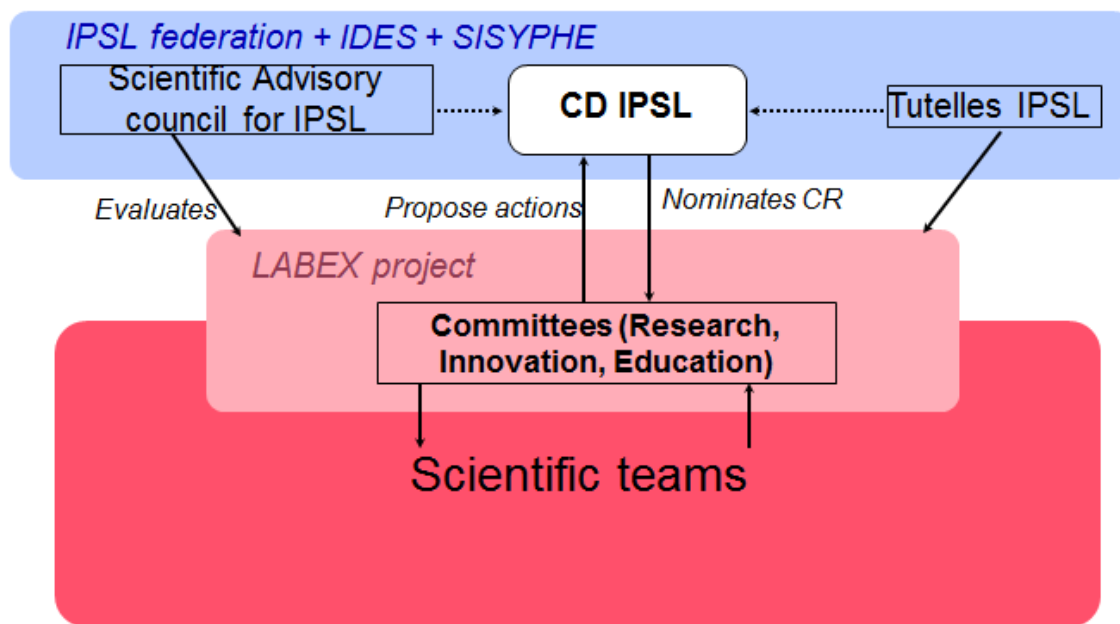 IPSL federation + IDES + SISYPHE
Scientific Advisory
council for IPSL
CD IPSL
Tutelles IPSL
Evaluates
Propose actions
Nominates CR
LABEX project
Committees (Research,
Innovation, Education)
Scientific teams